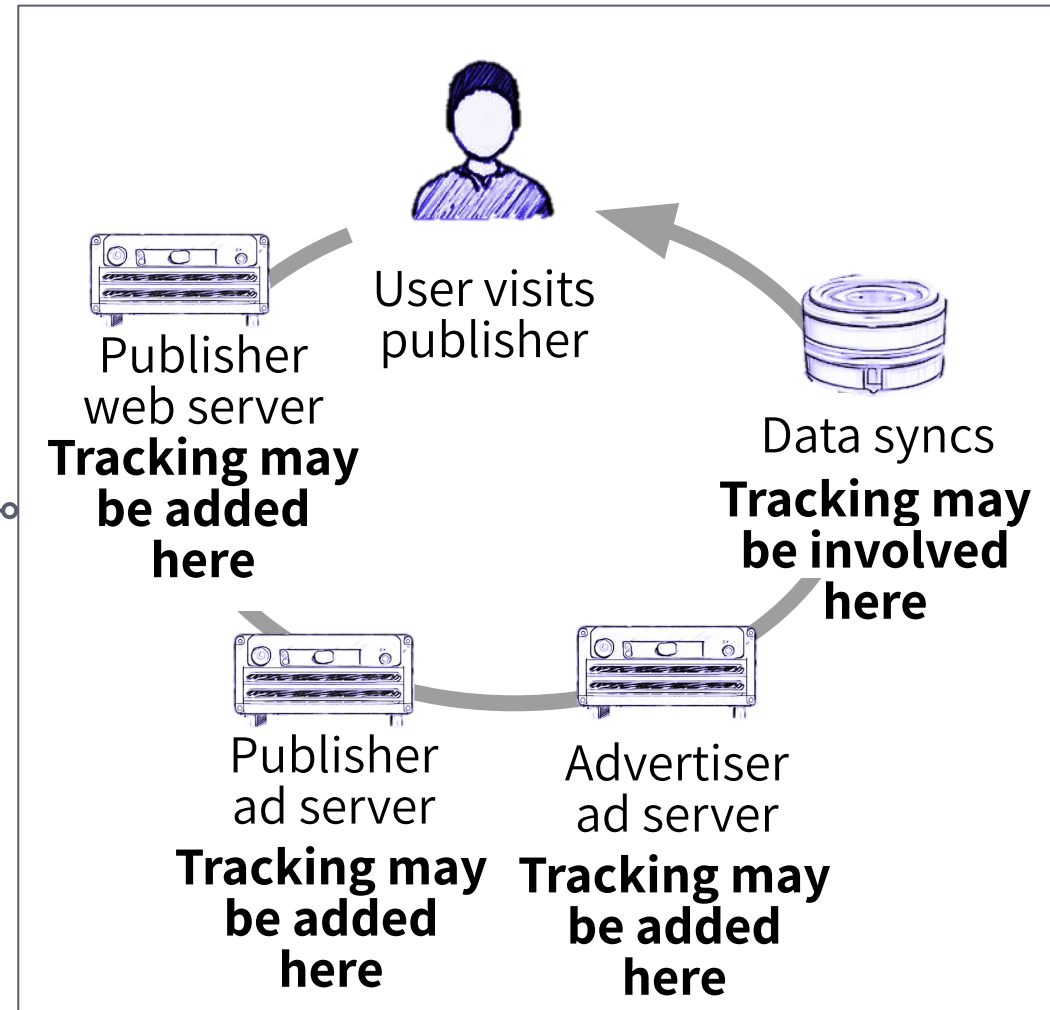 User visits
publisher
Publisher
web server
Tracking may
be added
here
Data syncs
Tracking may
be involved
here
Publisher
ad server
Tracking may
be added
here
Advertiser
ad server
Tracking may
be added
here